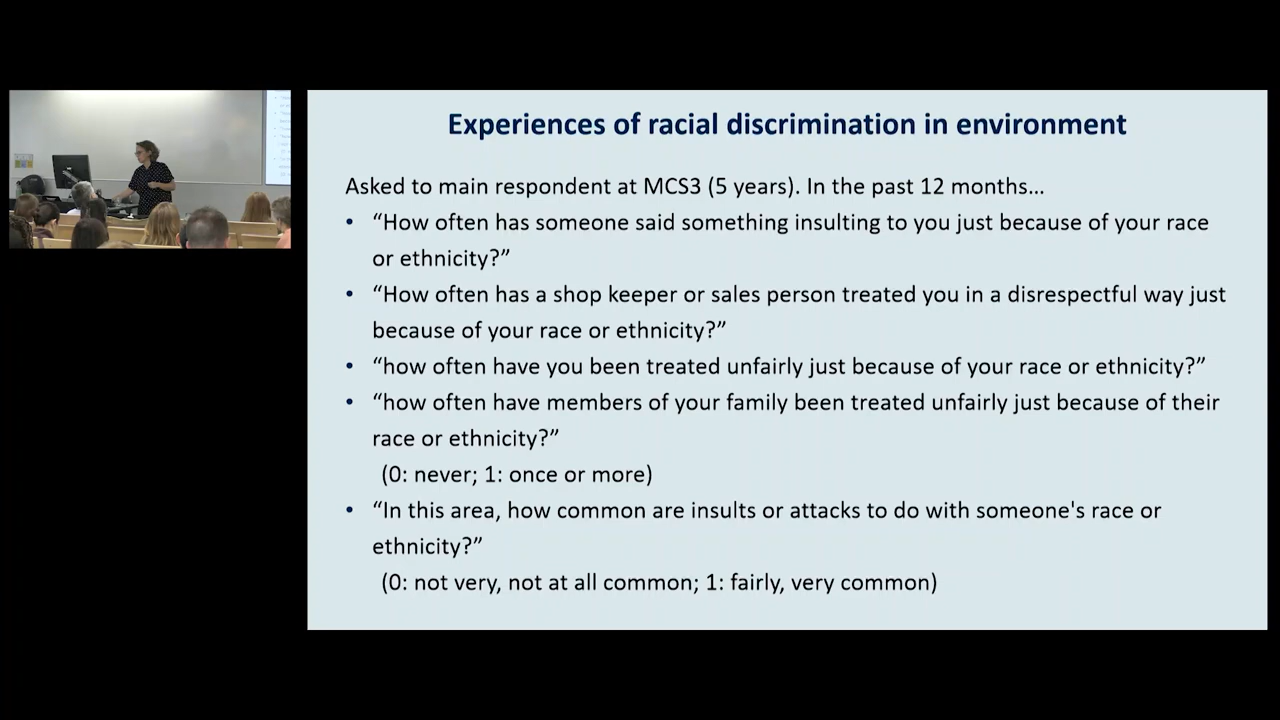 Experiences of racial discrimination in environment
Asked to main respondent at MCS3 (5 years). In the past 12 months…
• “How often has someone said something insulting to you just because of your race
or ethnicity?”
• “How often has a shop keeper or sales person treated you in a disrespectful way just
because of your race or ethnicity?”
• “how often have you been treated unfairly just because of your race or ethnicity?”
• “how often have members of your family been treated unfairly just because of their
race or ethnicity?”
(0: never; 1: once or more)
• “In this area, how common are insults or attacks to do with someone's race or
ethnicity?”
(0: not very, not at all common; 1: fairly, very common)